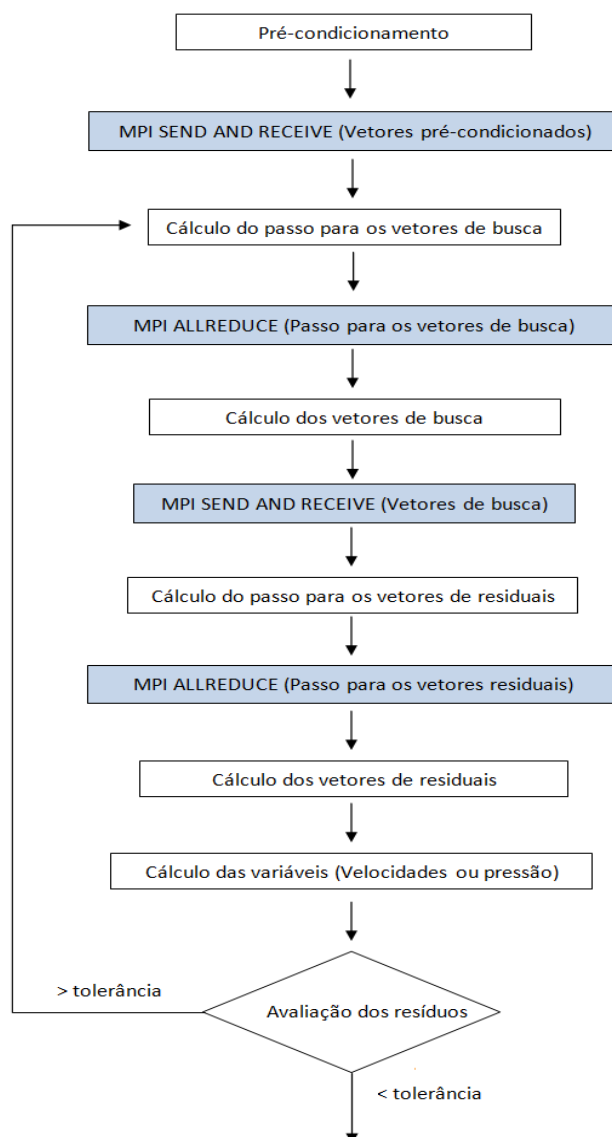 Pré-condicionamento
MPI SEND AND RECEIVE (Vetores pré-condicionados)
Cálculo do passo para os vetores de busca
MPI ALLREDUCE (Passo para os vetores de busca)
Cálculo dos vetores de busca
MPI SEND AND RECEIVE (Vetores de busca)
Cálculo do passo para os vetores de residuais
MPI ALLREDUCE (Passo para os vetores residuais)
Cálculo dos vetores de residuais
Cálculo das variáveis (Velocidades ou pressão)
> tolerância
Avaliação dos resíduos
< tolerância